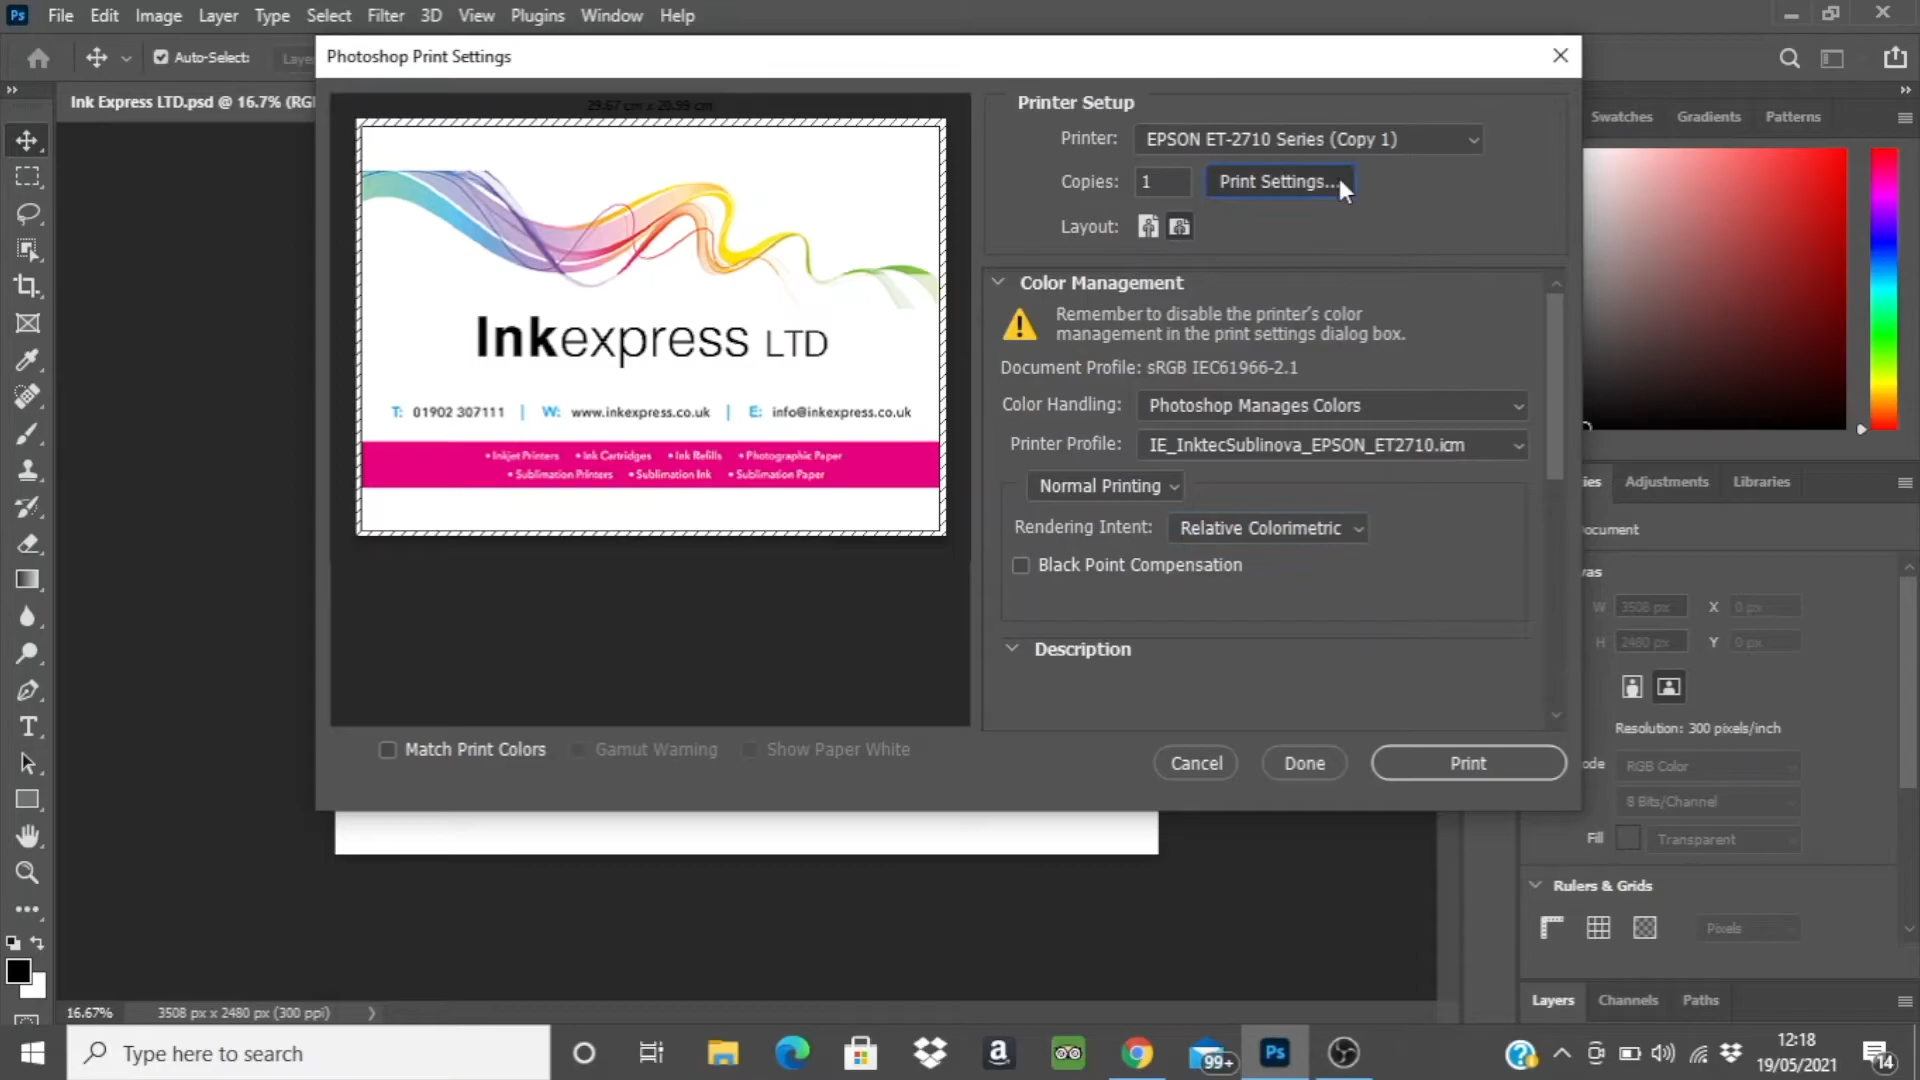 Ps File Edit Image Layer Type Select Filter 3D View Plugins Window Help
Auto-Select:
Photoshop Print Settings
Ink Express LTD.psd @ 16.7% (RG
29.67 cm x 20.99 cm
Inkexpress LTD
T: 01902 307111 | W: www.inkexpress.co.uk | E: info@inkexpress.co.uk
• Inkjet Printers • Ink Cartridges • Ink Refills • Photographic Paper
• Sublimation Printers • Sublimation Ink • Sublimation Paper
Match Print Colors Gamut Warning Show Paper White
Printer Setup
Printer: EPSON ET-2710 Series (Copy 1)
Copies: 1 Print Settings...
Layout:
Color Management
Remember to disable the printer's color
management in the print settings dialog box.
Document Profile: sRGB IEC61966-2.1
Color Handling: Photoshop Manages Colors
Printer Profile: IE_InktecSublinova_EPSON_ET2710.icm
Normal Printing
Rendering Intent: Relative Colorimetric
Black Point Compensation
Description
Cancel Done Print
Swatches Gradients Patterns
Adjustments Libraries
W 3508 px X 0 px
H 2480 px Y 0 px
Resolution: 300 pixels/inch
RGB Color
8 Bits/Channel
Fill Transparent
Rulers & Grids
Pixels
Layers Channels Paths
16.67% 3508 px x 2480 px (300 ppi)
Type here to search
99+
Ps
12:18
19/05/2021
14